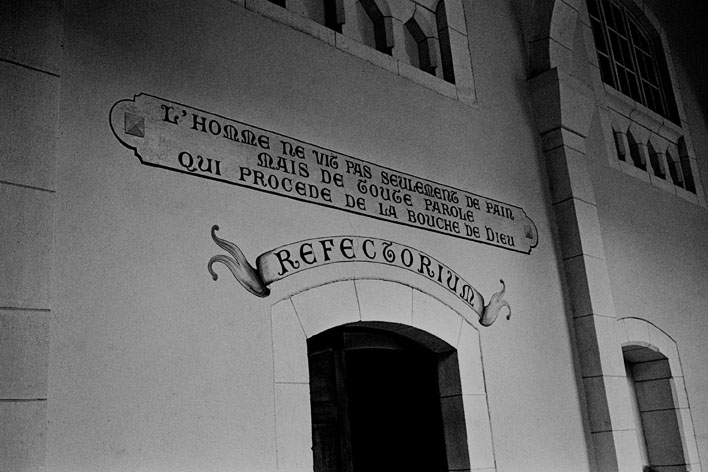 L'HOMME NE VIT PAS SEULEMENT DE PAIN
MAIS DE TOUTE PAROLE
QUI PROCEDE DE LA BOUCHE DE DIEU
REFECTORIUM